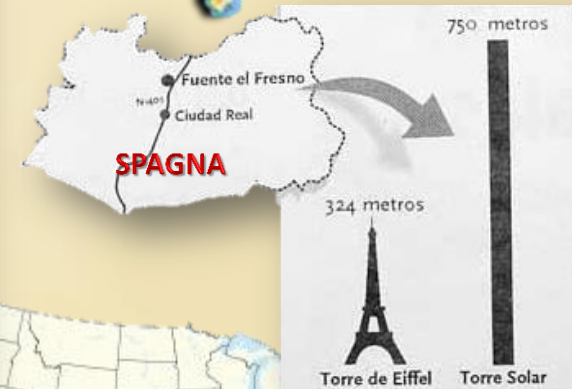 750 metros
Fuente el Fresno
N-401
Ciudad Real
SPAGNA
324 metros
Torre de Eiffel Torre Solar